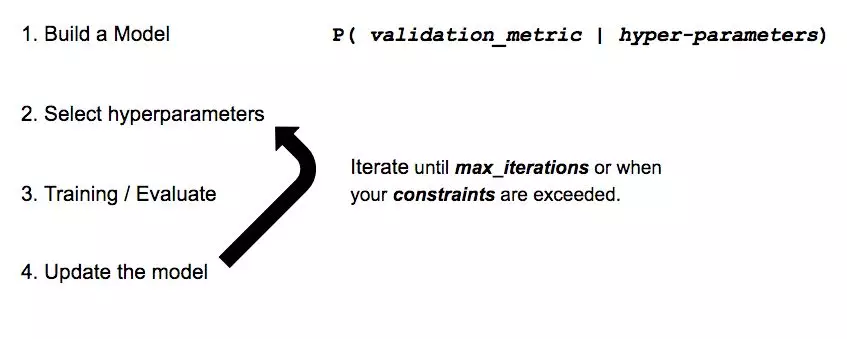 1. Build a Model
P( validation_metric | hyper-parameters)
2. Select hyperparameters
Iterate until max_iterations or when
your constraints are exceeded.
3. Training / Evaluate
4. Update the model